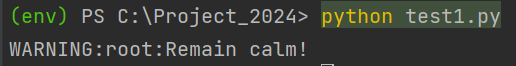 (env) PS C:\Project_2024> python test1.py
WARNING:root:Remain calm!